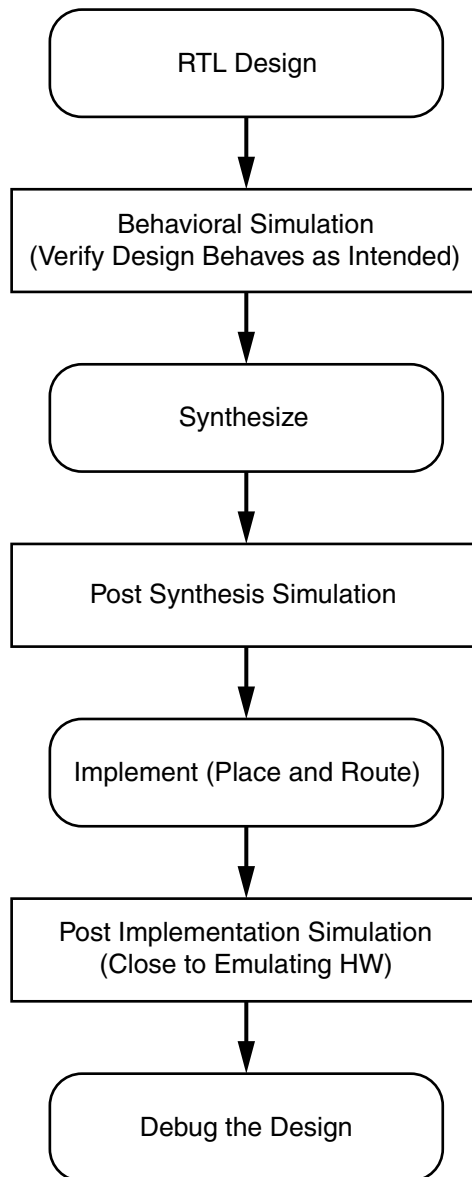 RTL Design
Behavioral Simulation
(Verify Design Behaves as Intended)
Synthesize
Post Synthesis Simulation
Implement (Place and Route)
Post Implementation Simulation
(Close to Emulating HW)
Debug the Design